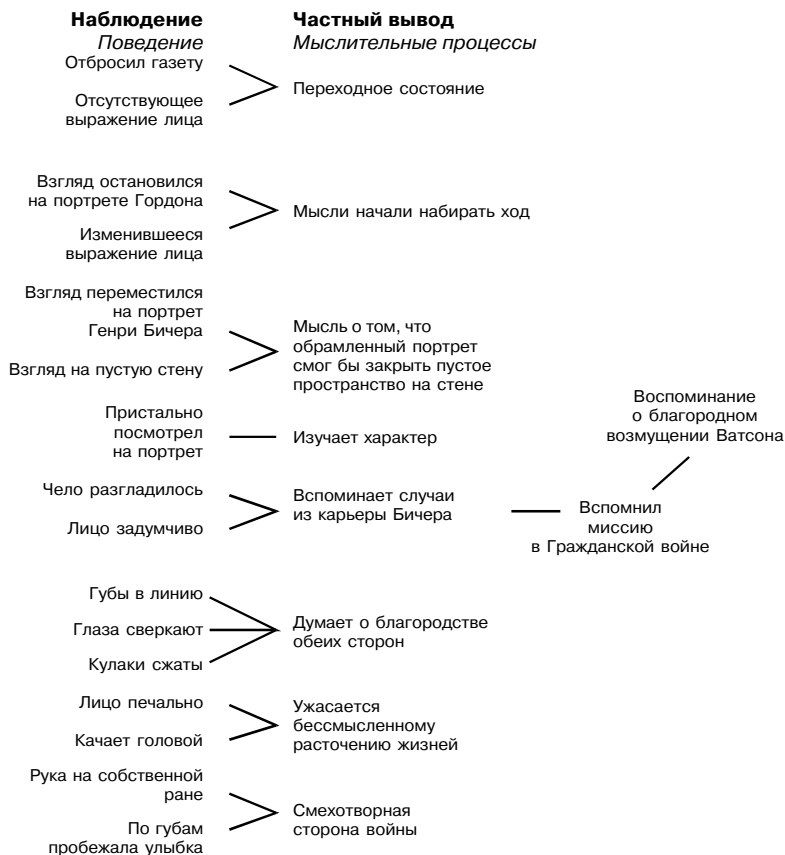 Наблюдение
Поведение
Частный вывод
Мыслительные процессы
Отбросил газету
Отсутствующее
выражение лица
Переходное состояние
Взгляд остановился
на портрете Гордона
Изменившееся
выражение лица
Мысли начали набирать ход
Взгляд переместился
на портрет
Генри Бичера
Взгляд на пустую стену
Мысль о том, что
обрамленный портрет
смог бы закрыть пустое
пространство на стене
Пристально
посмотрел
на портрет
Изучает характер
Чело разгладилось
Лицо задумчиво
Вспоминает случаи
из карьеры Бичера
Вспомнил
миссию
в Гражданской войне
Воспоминание
о благородном
возмущении Ватсона
Губы в линию
Глаза сверкают
Кулаки сжаты
Думает о благородстве
обеих сторон
Лицо печально
Качает головой
Ужасается
бессмысленному
расточению жизней
Рука на собственной
ране
По губам
пробежала улыбка
Смехотворная
сторона войны